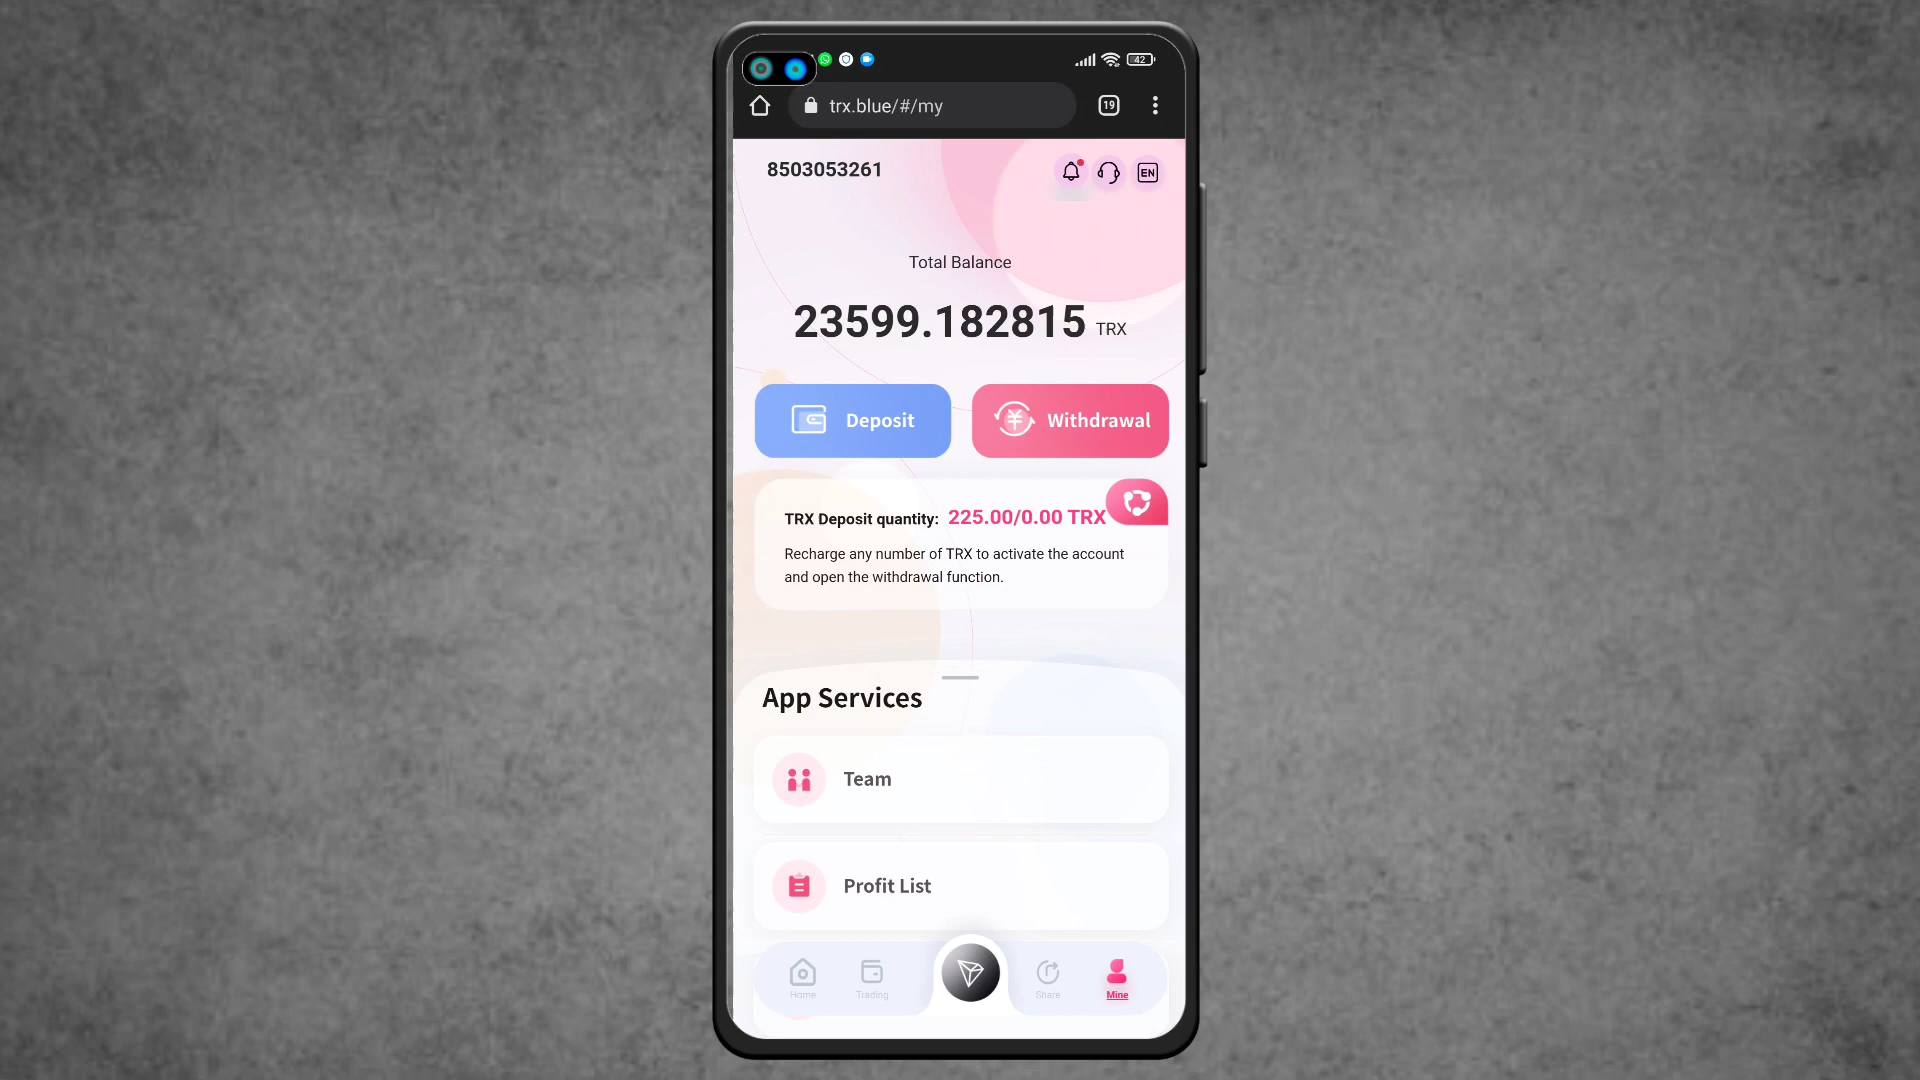 42
trx.blue/#/my
19
8503053261
EN
Total Balance
23599.182815 TRX
Deposit
Withdrawal
TRX Deposit quantity: 225.00/0.00 TRX
Recharge any number of TRX to activate the account
and open the withdrawal function.
App Services
Team
Profit List
Home
Trading
Share
Mine